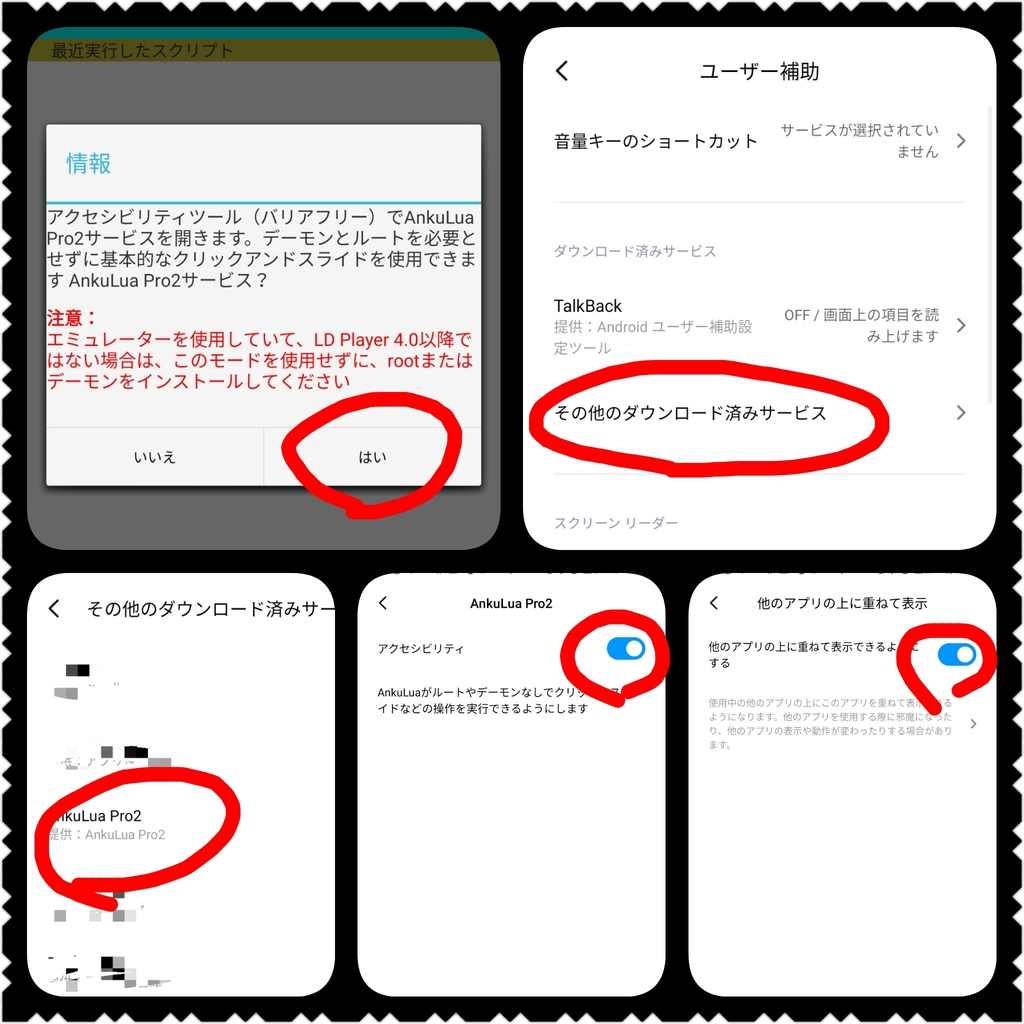 最近実行したスクリプト
情報
アクセシビリティツール（バリアフリー）でAnkuLua
Pro2サービスを開きます。デーモンとルートを必要と
せずに基本的なクリックアンドスライドを使用できま
す AnkuLua Pro2サービス？
注意：
エミュレーターを使用していて、LD Player 4.0以降で
はない場合は、このモードを使用せずに、rootまたは
デーモンをインストールしてください
いいえ
はい
ユーザー補助
音量キーのショートカット
サービスが選択されてい
ません
ダウンロード済みサービス
TalkBack
提供：Android ユーザー補助設
定ツール
OFF / 画面上の項目を読
み上げます
その他のダウンロード済みサービス
スクリーン リーダー
その他のダウンロード済みサー
nkuLua Pro2
提供：AnkuLua Pro2
AnkuLua Pro2
アクセシビリティ
AnkuLuaがルートやデーモンなしでクリッ
イドなどの操作を実行できるようにします
他のアプリの上に重ねて表示
他のアプリの上に重ねて表示できるように
する
使用中の他のアプリの上にこのアプリを重ねて表示できる
ようになります。他のアプリを使用する際に邪魔になった
り、他のアプリの表示や動作が変わったりする場合があり
ます。